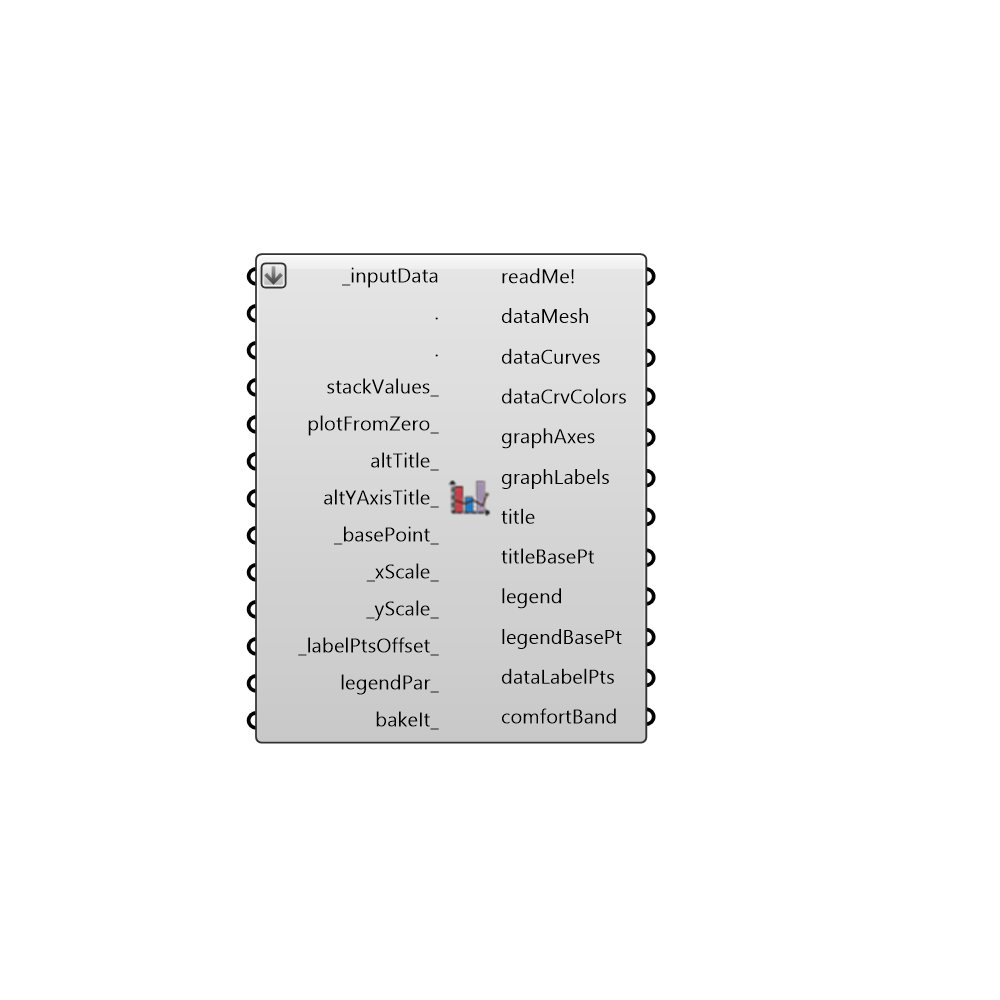 _inputData
.
.
stackValues_
plotFromZero_
altTitle_
altYAxisTitle_
_basePoint_
_xScale_
_yScale_
_labelPtsOffset_
legendPar_
bakeIt_
readMe!
dataMesh
dataCurves
dataCrvColors
graphAxes
graphLabels
title
titleBasePt
legend
legendBasePt
dataLabelPts
comfortBand